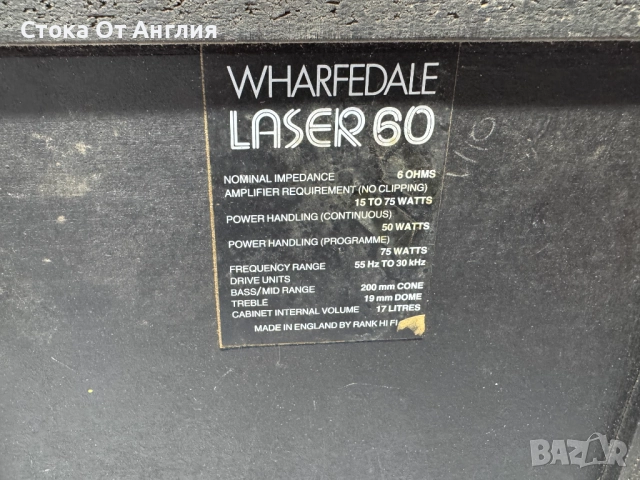 Стока От Англия
WHARFEDALE
LASER 60
NOMINAL IMPEDANCE 6 OHMS
AMPLIFIER REQUIREMENT (NO CLIPPING)
15 TO 75 WATTS
POWER HANDLING (CONTINUOUS)
50 WATTS
POWER HANDLING (PROGRAMME)
75 WATTS
FREQUENCY RANGE 55 Hz TO 30 kHz
DRIVE UNITS
BASS/MID RANGE 200 mm CONE
TREBLE 19 mm DOME
CABINET INTERNAL VOLUME 17 LITRES
MADE IN ENGLAND BY RANK HI FI
BAZAR